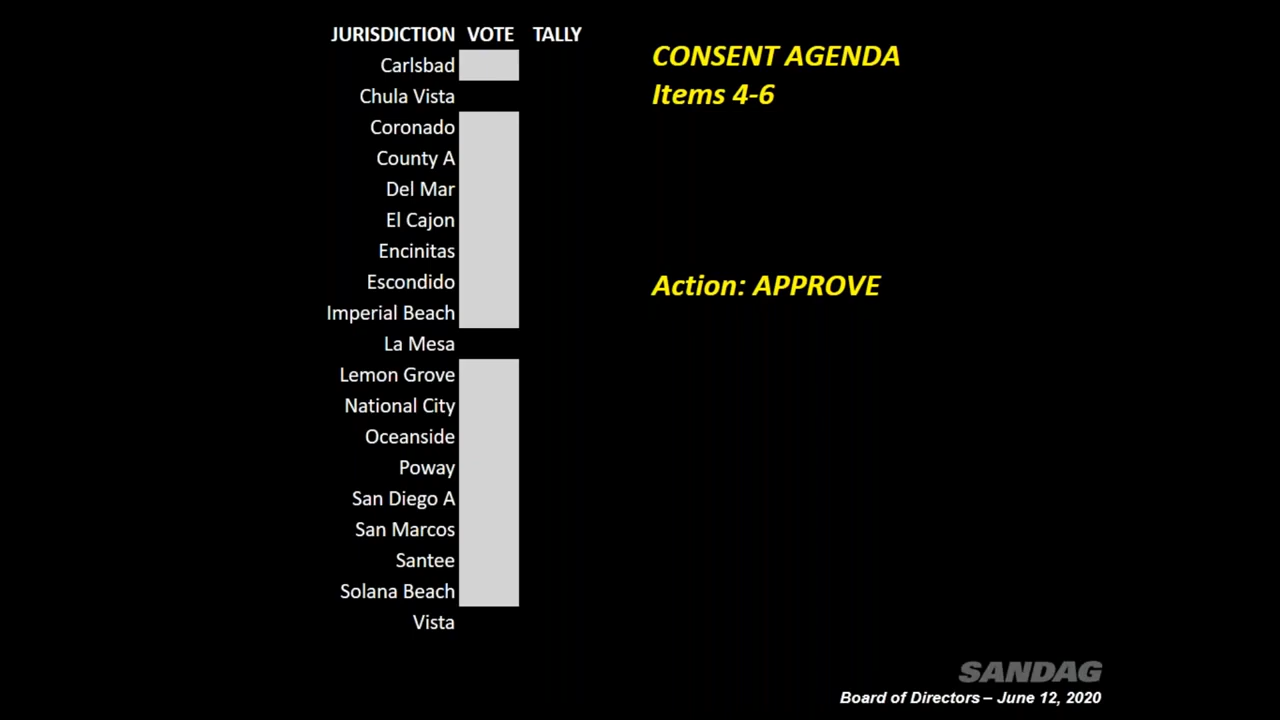 JURISDICTION VOTE TALLY
Carlsbad
Chula Vista
Coronado
County A
Del Mar
El Cajon
Encinitas
Escondido
Imperial Beach
La Mesa
Lemon Grove
National City
Oceanside
Poway
San Diego A
San Marcos
Santee
Solana Beach
Vista
CONSENT AGENDA
Items 4-6
Action: APPROVE
SANDAG
Board of Directors – June 12, 2020